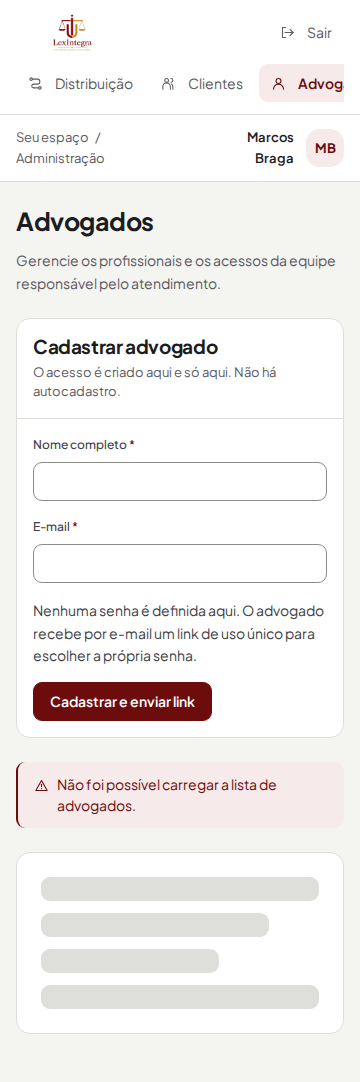 LexIntegra
Sair
Distribuição
Clientes
Advog
Seu espaço /
Administração
Marcos
Braga
MB
Advogados
Gerencie os profissionais e os acessos da equipe
responsável pelo atendimento.
Cadastrar advogado
O acesso é criado aqui e só aqui. Não há
autocadastro.
Nome completo *
E-mail *
Nenhuma senha é definida aqui. O advogado
recebe por e-mail um link de uso único para
escolher a própria senha.
Cadastrar e enviar link
Não foi possível carregar a lista de
advogados.